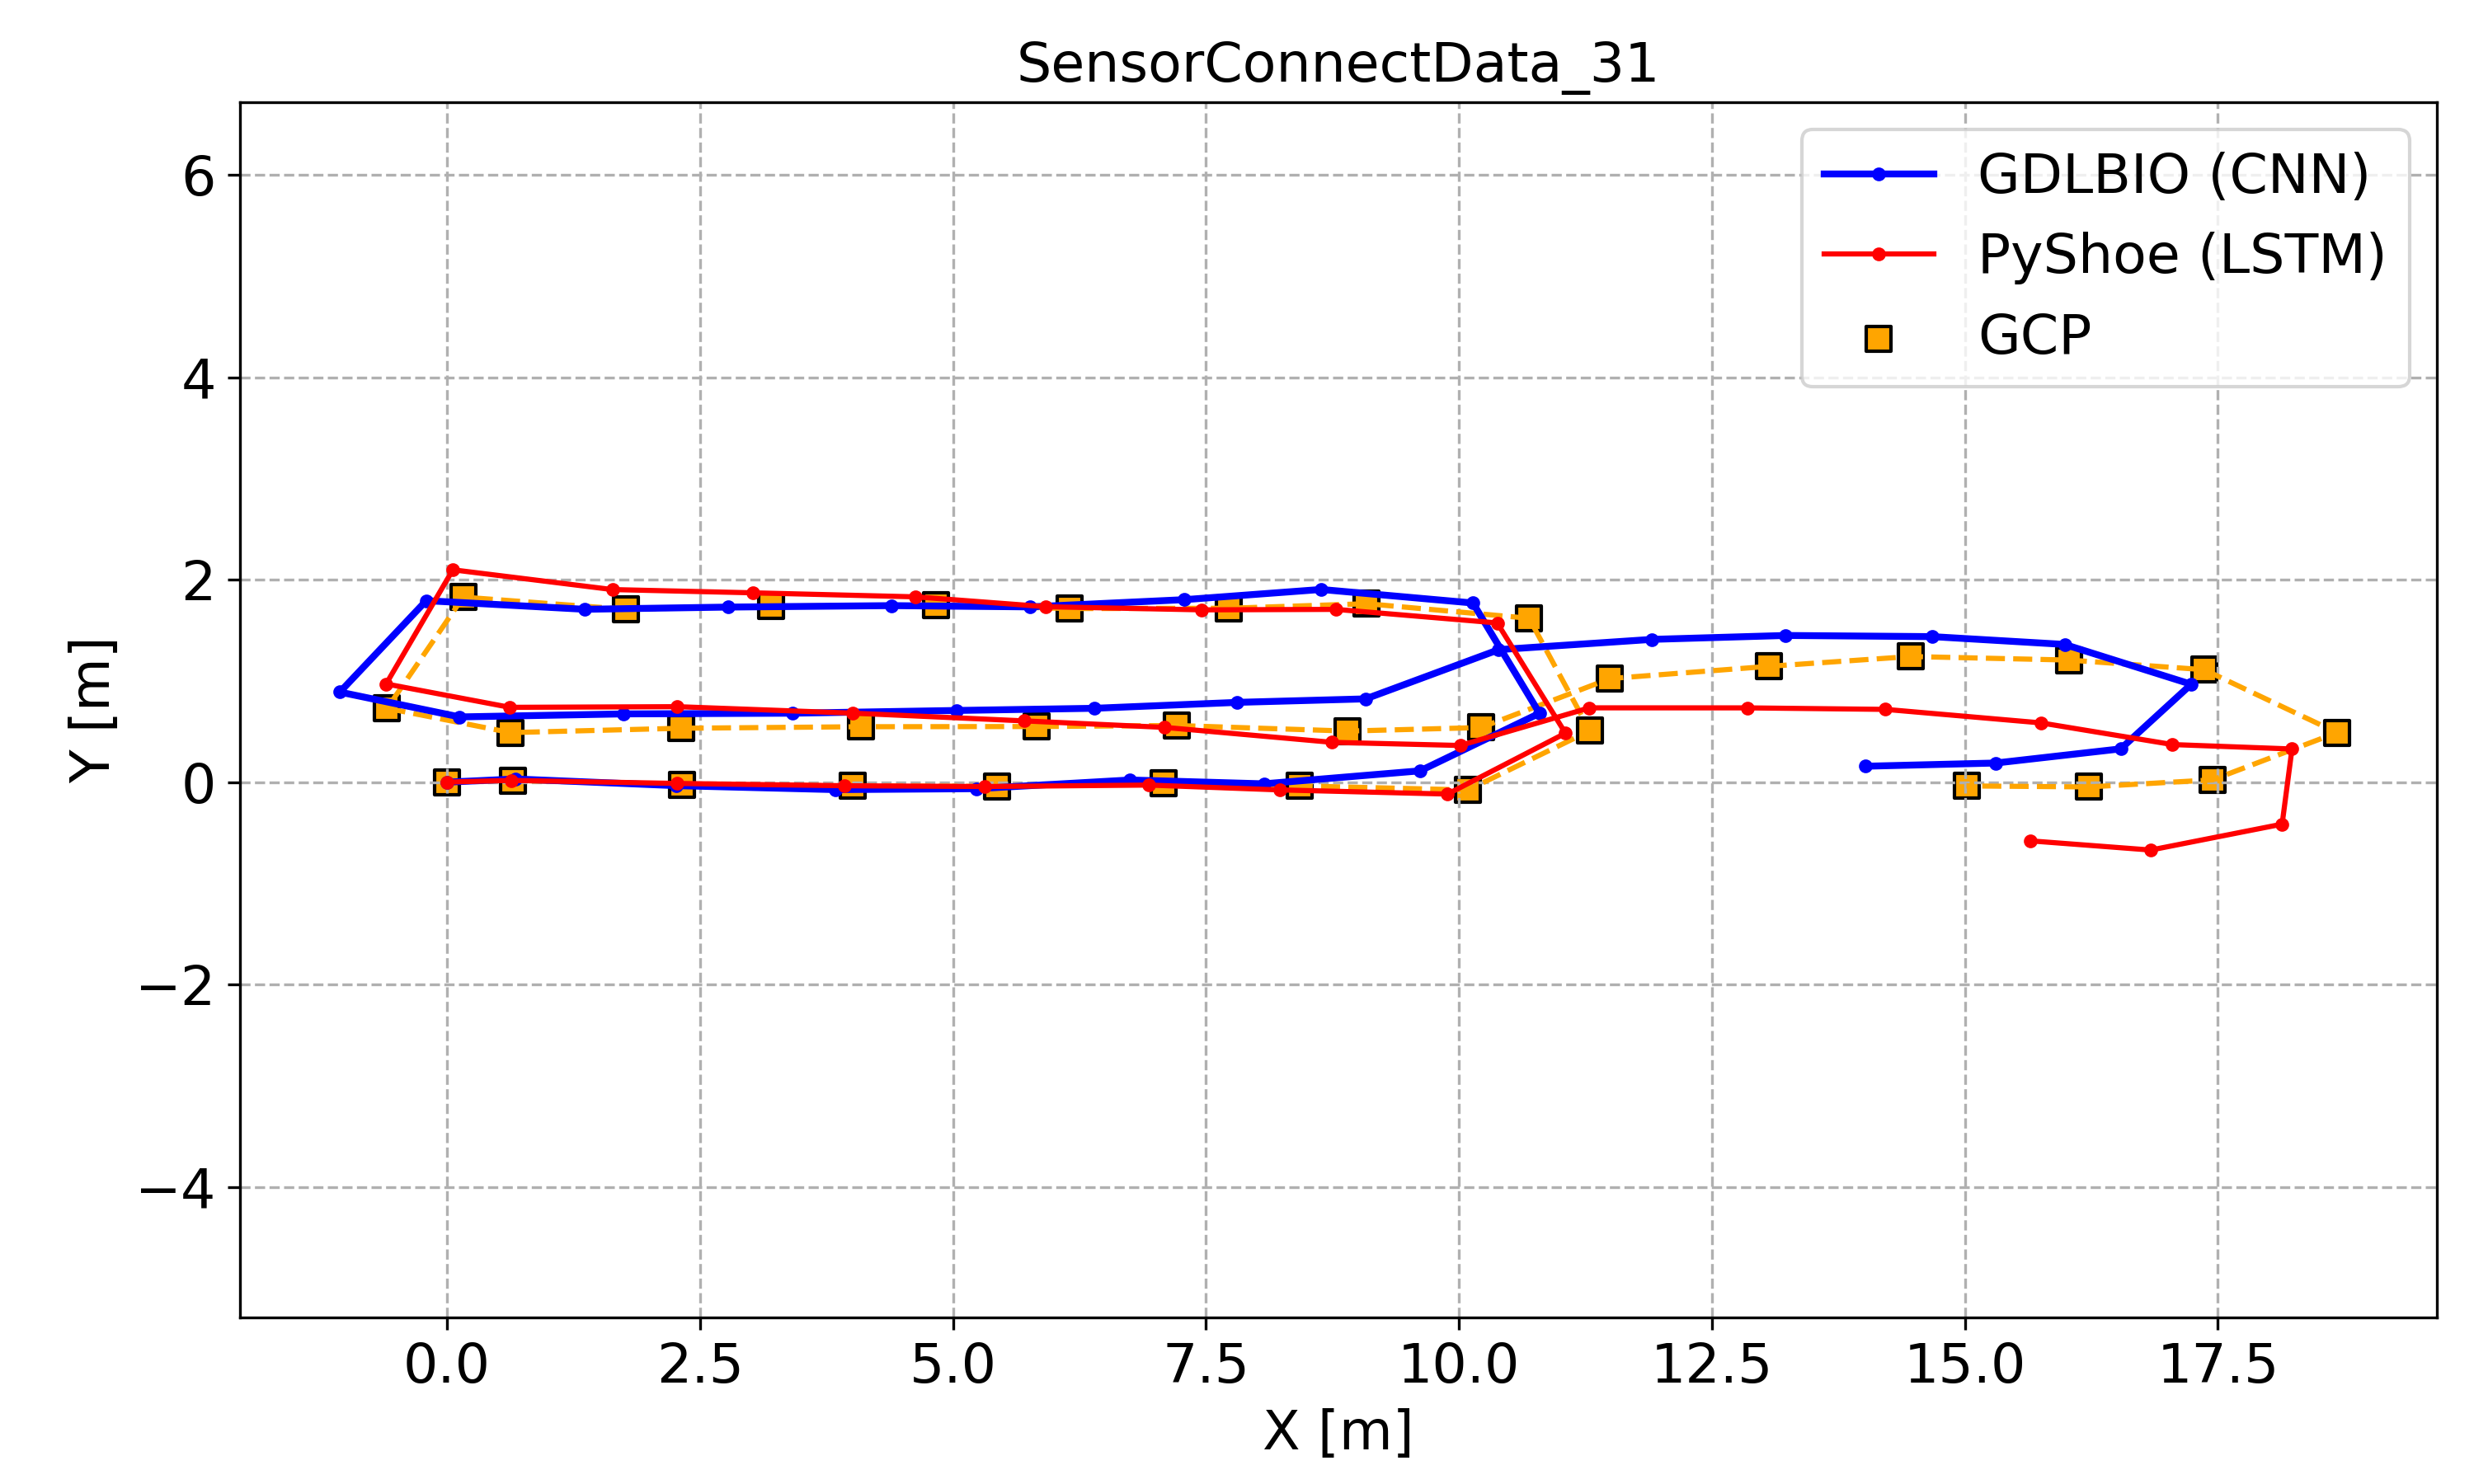 SensorConnectData_31
GDLBIO (CNN)
PyShoe (LSTM)
GCP
Y [m]
6
4
2
0
−2
−4
0.0 2.5 5.0 7.5 10.0 12.5 15.0 17.5
X [m]